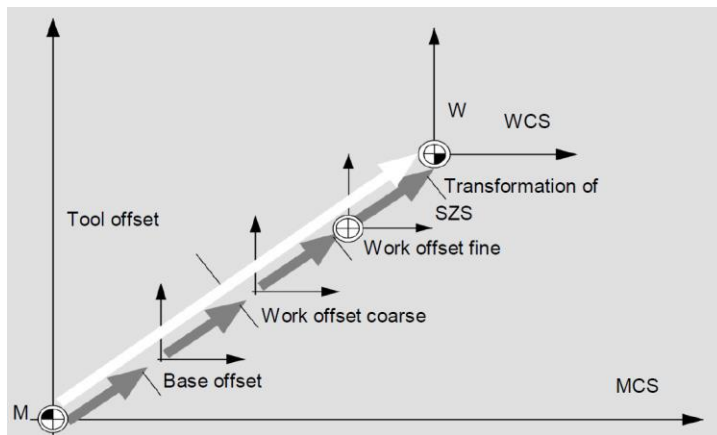 W
WCS
Transformation of
SZS
Tool offset
Work offset fine
Work offset coarse
Base offset
MCS
M